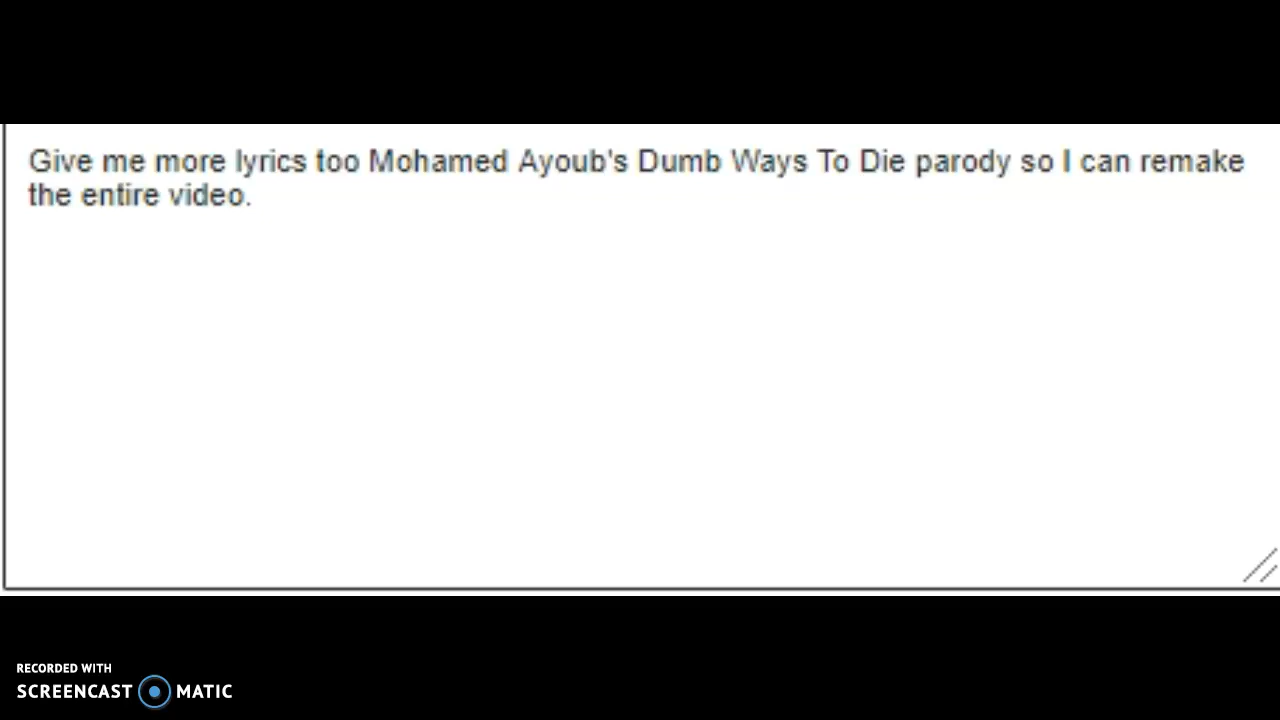 Give me more lyrics too Mohamed Ayoub's Dumb Ways To Die parody so I can remake
the entire video.
RECORDED WITH
SCREENCAST MATIC